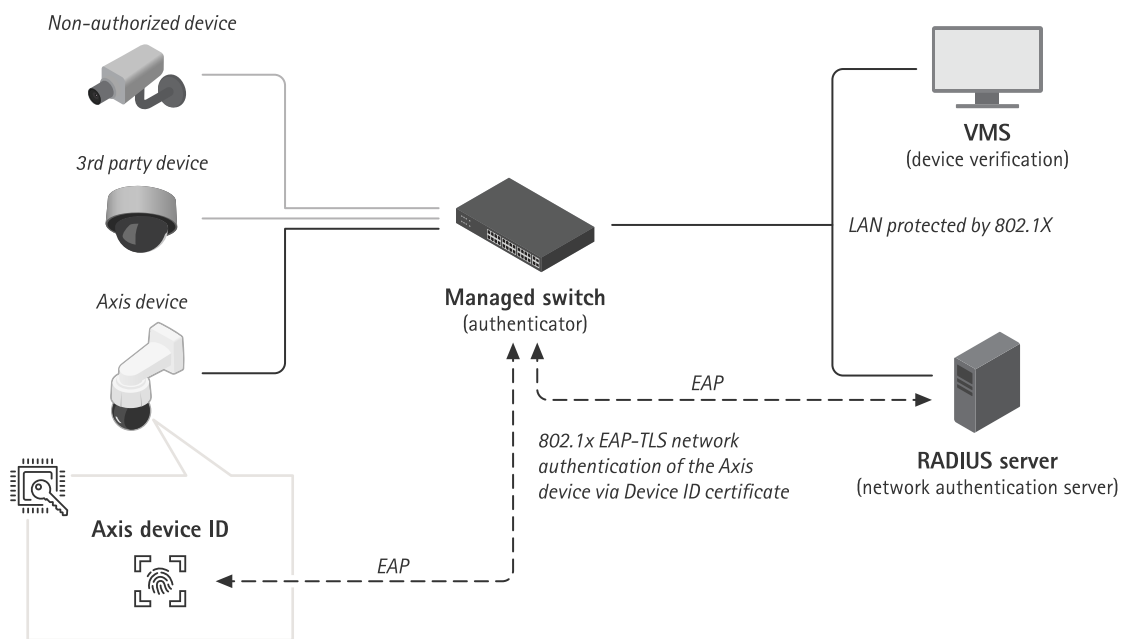 Non-authorized device
3rd party device
Axis device
Axis device ID
EAP
Managed switch
(authenticator)
EAP
802.1x EAP-TLS network
authentication of the Axis
device via Device ID certificate
VMS
(device verification)
LAN protected by 802.1X
RADIUS server
(network authentication server)